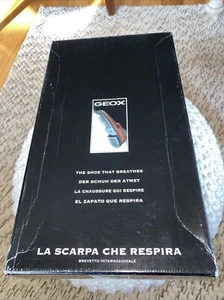 GEOX
THE SHOE THAT BREATHES
DER SCHUH DER ATMET
LA CHAUSSURE QUI RESPIRE
EL ZAPATO QUE RESPIRA
LA SCARPA CHE RESPIRA
BREVETTO INTERNAZIONALE